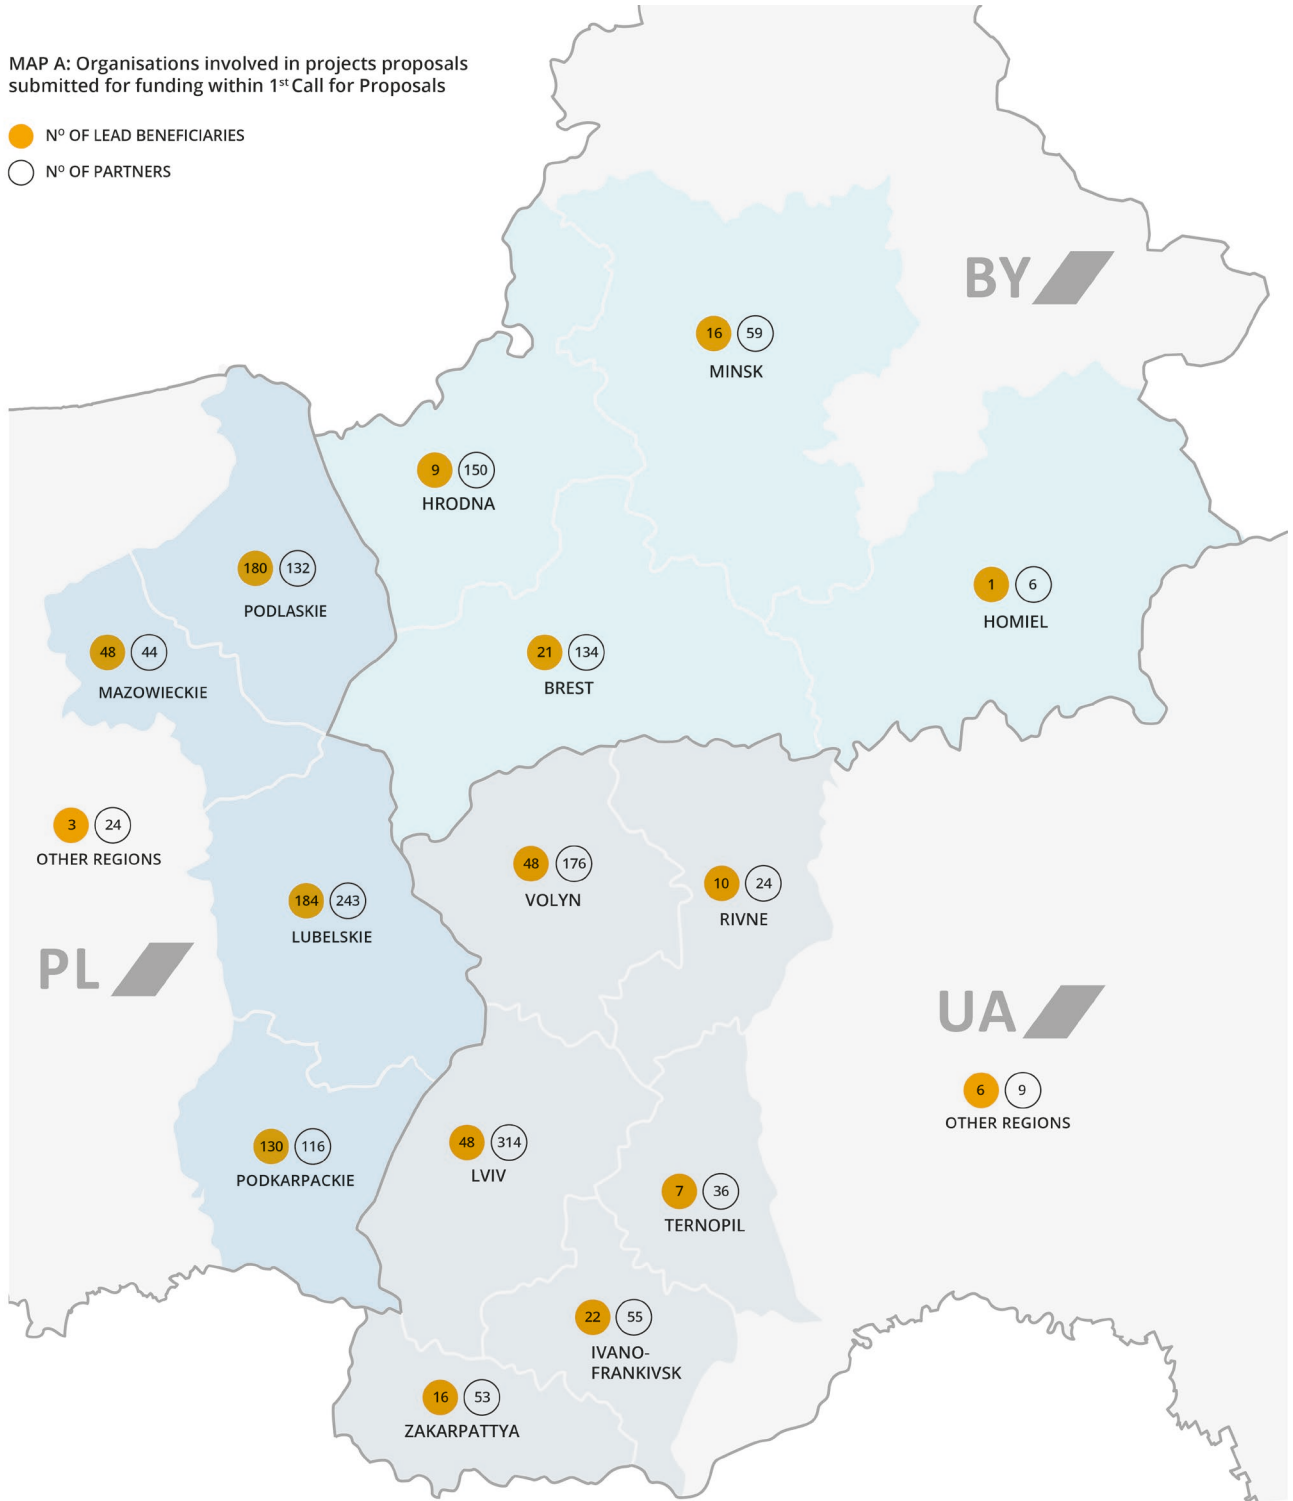 MAP A: Organisations involved in projects proposals
submitted for funding within 1st Call for Proposals
Nº OF LEAD BENEFICIARIES
Nº OF PARTNERS
BY
16 59
MINSK
9 150
HRODNA
180 132
PODLASKIE
1 6
HOMIEL
48 44
MAZOWIECKIE
21 134
BREST
3 24
OTHER REGIONS
48 176
VOLYN
10 24
RIVNE
184 243
LUBELSKIE
PL
UA
6 9
OTHER REGIONS
130 116
PODKARPACKIE
48 314
LVIV
7 36
TERNOPIL
22 55
IVANO-
FRANKIVSK
16 53
ZAKARPATTYA